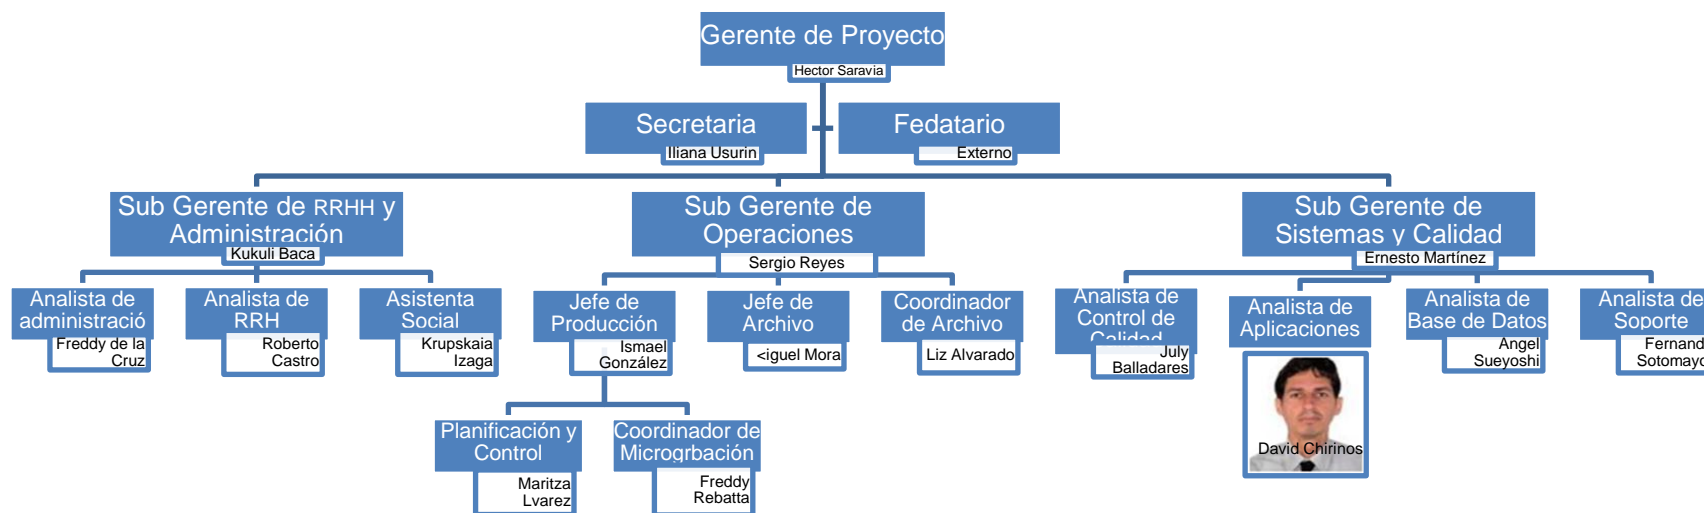 Gerente de Proyecto
Hector Saravia
Secretaria
Iliana Usurin
Fedatario
Externo
Sub Gerente de RRHH y
Administración
Kukuli Baca
Sub Gerente de
Operaciones
Sergio Reyes
Sub Gerente de
Sistemas y Calidad
Ernesto Martínez
Analista de
administració
Freddy de la
Cruz
Analista de
RRH
Roberto
Castro
Asistenta
Social
Krupskaia
Izaga
Jefe de
Producción
Ismael
González
Jefe de
Archivo
<iguel Mora
Coordinador
de Archivo
Liz Alvarado
Analista de
Control de
Calidad
July
Balladares
Analista de
Aplicaciones
David Chirinos
Analista de
Base de Datos
Angel
Sueyoshi
Analista de
Soporte
Fernand
Sotomayo
Planificación y
Control
Maritza
Lvarez
Coordinador de
Microgrbación
Freddy
Rebatta